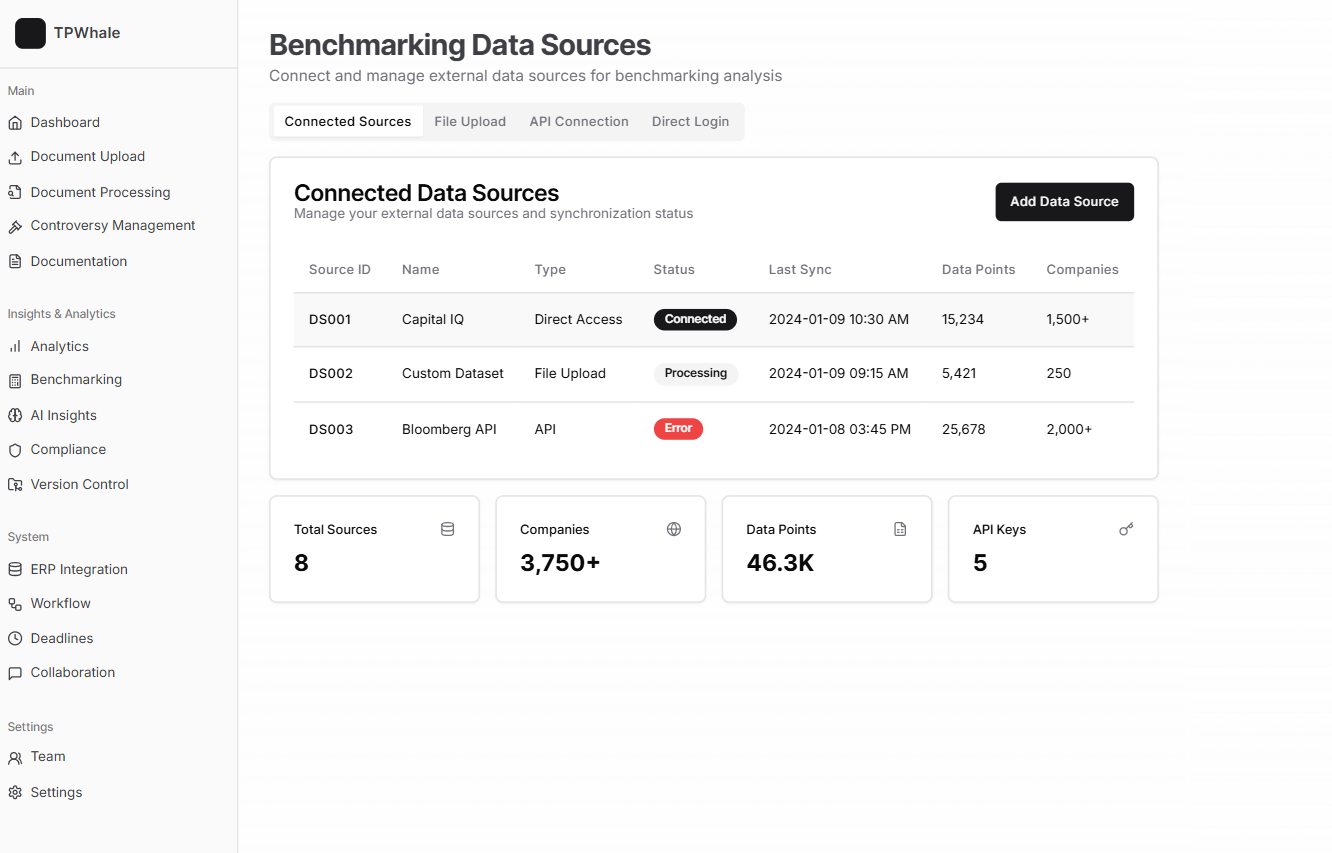 TPWhale
Main
Dashboard
Document Upload
Document Processing
Controversy Management
Documentation
Insights & Analytics
Analytics
Benchmarking
AI Insights
Compliance
Version Control
System
ERP Integration
Workflow
Deadlines
Collaboration
Settings
Team
Settings
Benchmarking Data Sources
Connect and manage external data sources for benchmarking analysis
Connected Sources File Upload API Connection Direct Login
Connected Data Sources
Manage your external data sources and synchronization status
Add Data Source
Source ID Name Type Status Last Sync Data Points Companies
DS001 Capital IQ Direct Access Connected 2024-01-09 10:30 AM 15,234 1,500+
DS002 Custom Dataset File Upload Processing 2024-01-09 09:15 AM 5,421 250
DS003 Bloomberg API API Error 2024-01-08 03:45 PM 25,678 2,000+
Total Sources
8
Companies
3,750+
Data Points
46.3K
API Keys
5